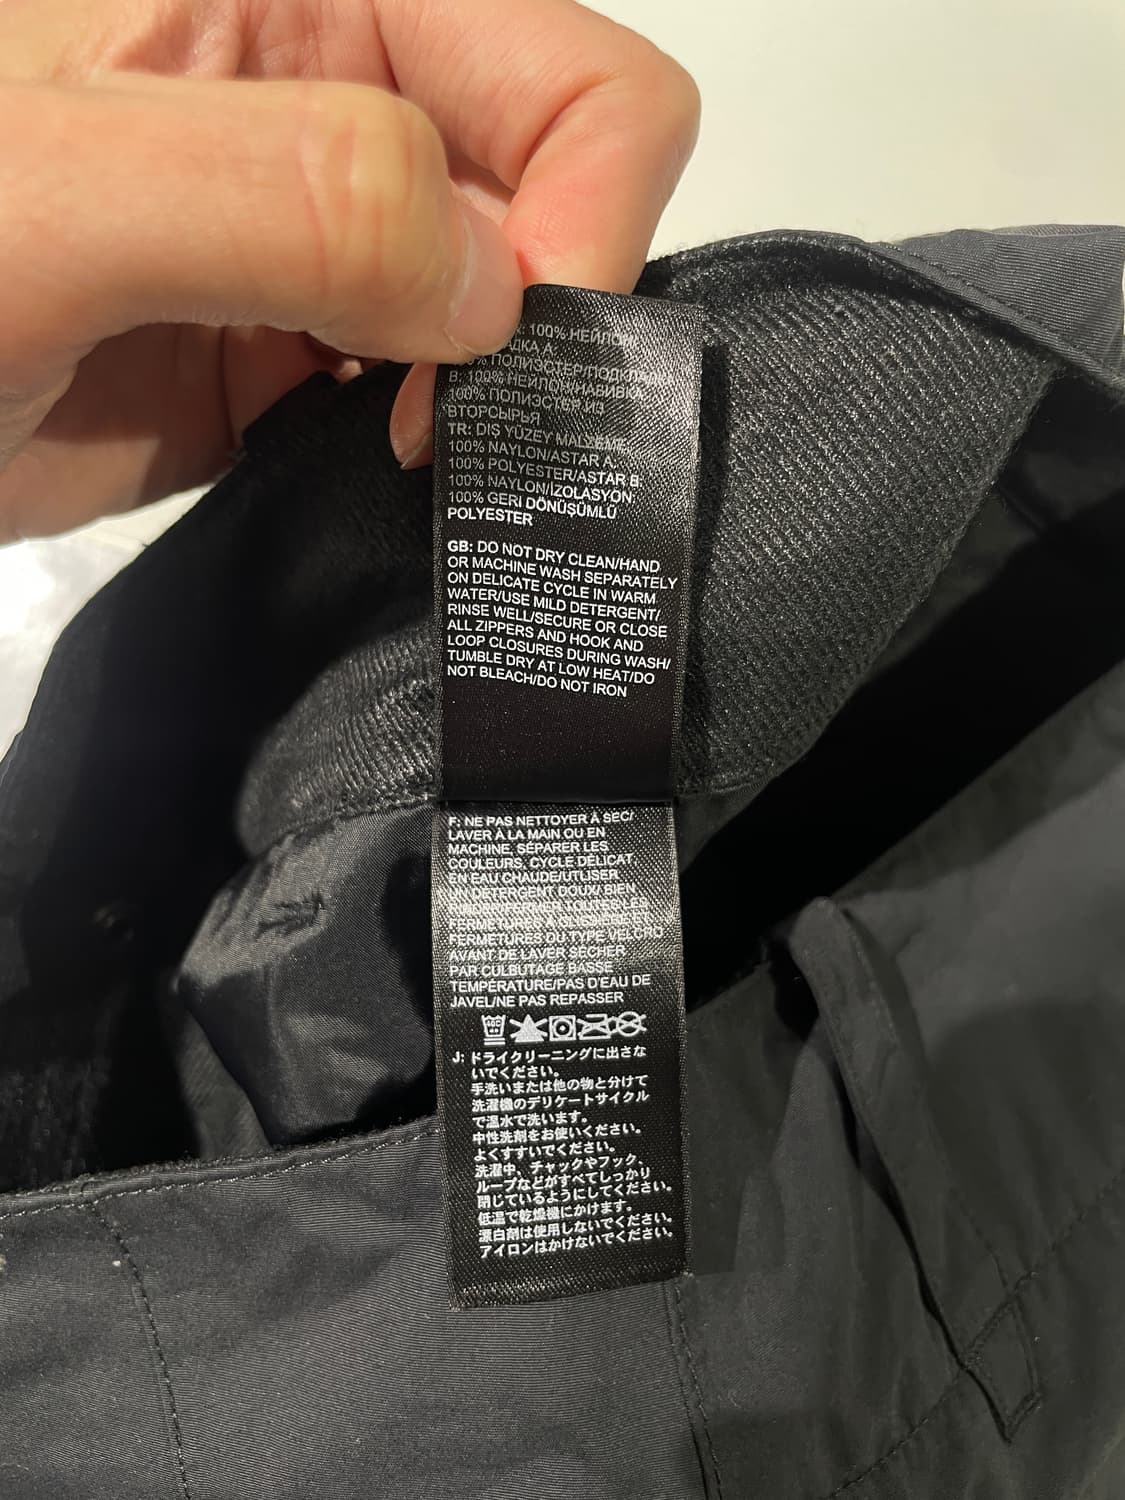 100% НЕЙЛОН/
А:
100% ПОЛИЭСТЕР/ПОДКЛАДКА
В: 100% НЕЙЛОН/НАБИВКА:
100% ПОЛИЭСТЕР ИЗ
ВТОРСЫРЬЯ
TR: DIŞ YÜZEY MALZEME:
100% NAYLON/ASTAR A:
100% POLYESTER/ASTAR B:
100% NAYLON/İZOLASYON:
100% GERİ DÖNÜŞÜMLÜ
POLYESTER
GB: DO NOT DRY CLEAN/HAND
OR MACHINE WASH SEPARATELY
ON DELICATE CYCLE IN WARM
WATER/USE MILD DETERGENT/
RINSE WELL/SECURE OR CLOSE
ALL ZIPPERS AND HOOK AND
LOOP CLOSURES DURING WASH/
TUMBLE DRY AT LOW HEAT/DO
NOT BLEACH/DO NOT IRON
F: NE PAS NETTOYER À SEC/
LAVER À LA MAIN OU EN
MACHINE, SÉPARER LES
COULEURS, CYCLE DÉLICAT,
EN EAU CHAUDE/UTLISER
UN DÉTERGENT DOUX/ BIEN
FERMETURES DU TYPE VELCRO
AVANT DE LAVER SÉCHER
PAR CULBUTAGE BASSE
TEMPÉRATURE/PAS D'EAU DE
JAVEL/NE PAS REPASSER
J: ドライクリーニングに出さな
いでください。
手洗いまたは他の物と分けて
洗濯機のデリケートサイクル
で温水で洗います。
中性洗剤をお使いください。
よくすすいでください。
洗濯中、チャックやフック、
ループなどがすべてしっかり
閉じているようにしてください。
低温で乾燥機にかけます。
漂白剤は使用しないでください。
アイロンはかけないでください。